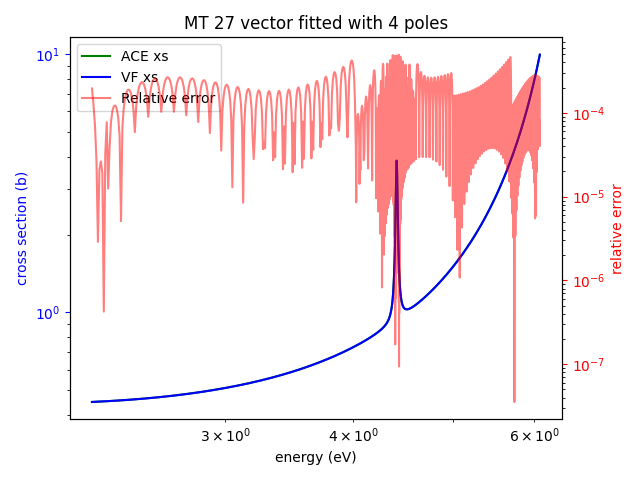 MT 27 vector fitted with 4 poles
ACE xs
VF xs
Relative error
10¹
10⁰
cross section (b)
10⁻⁴
10⁻⁵
10⁻⁶
10⁻⁷
relative error
3 × 10⁰
4 × 10⁰
6 × 10⁰
energy (eV)